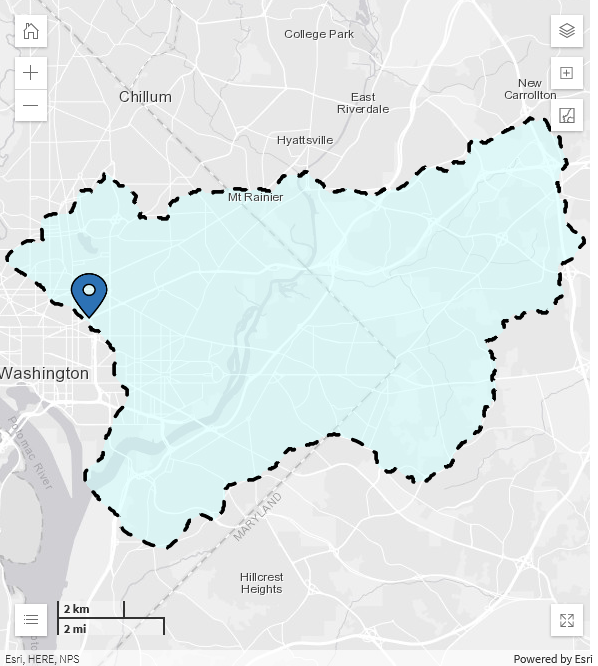 College Park
New
Carrollton
Chillum
East
Riverdale
Hyattsville
Mt Rainier
Washington
Potomac River
MARYLAND
Hillcrest
Heights
2 km
2 mi
Esri, HERE, NPS
Powered by Esri